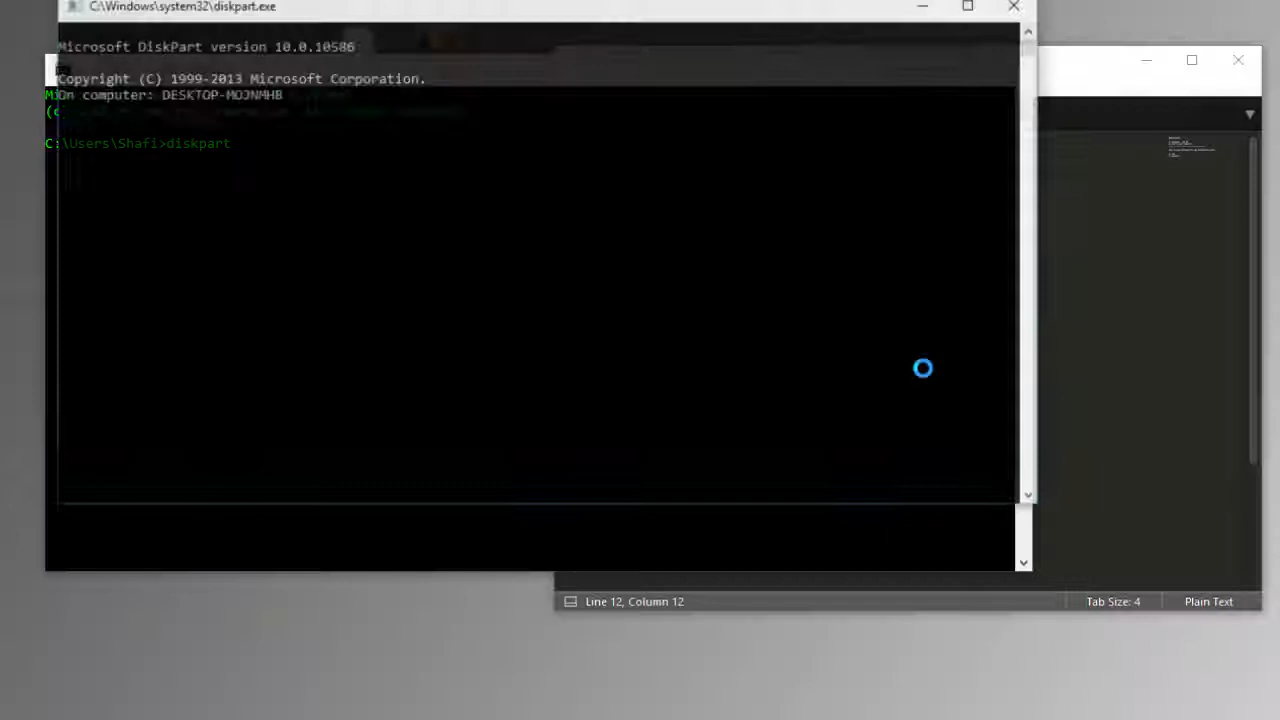 C:\Windows\system32\diskpart.exe
Microsoft DiskPart version 10.0.10586
Copyright (C) 1999-2013 Microsoft Corporation.
On computer: DESKTOP-MOJNMHB
C:\Users\Shafi>diskpart
Line 12, Column 12
Tab Size: 4
Plain Text